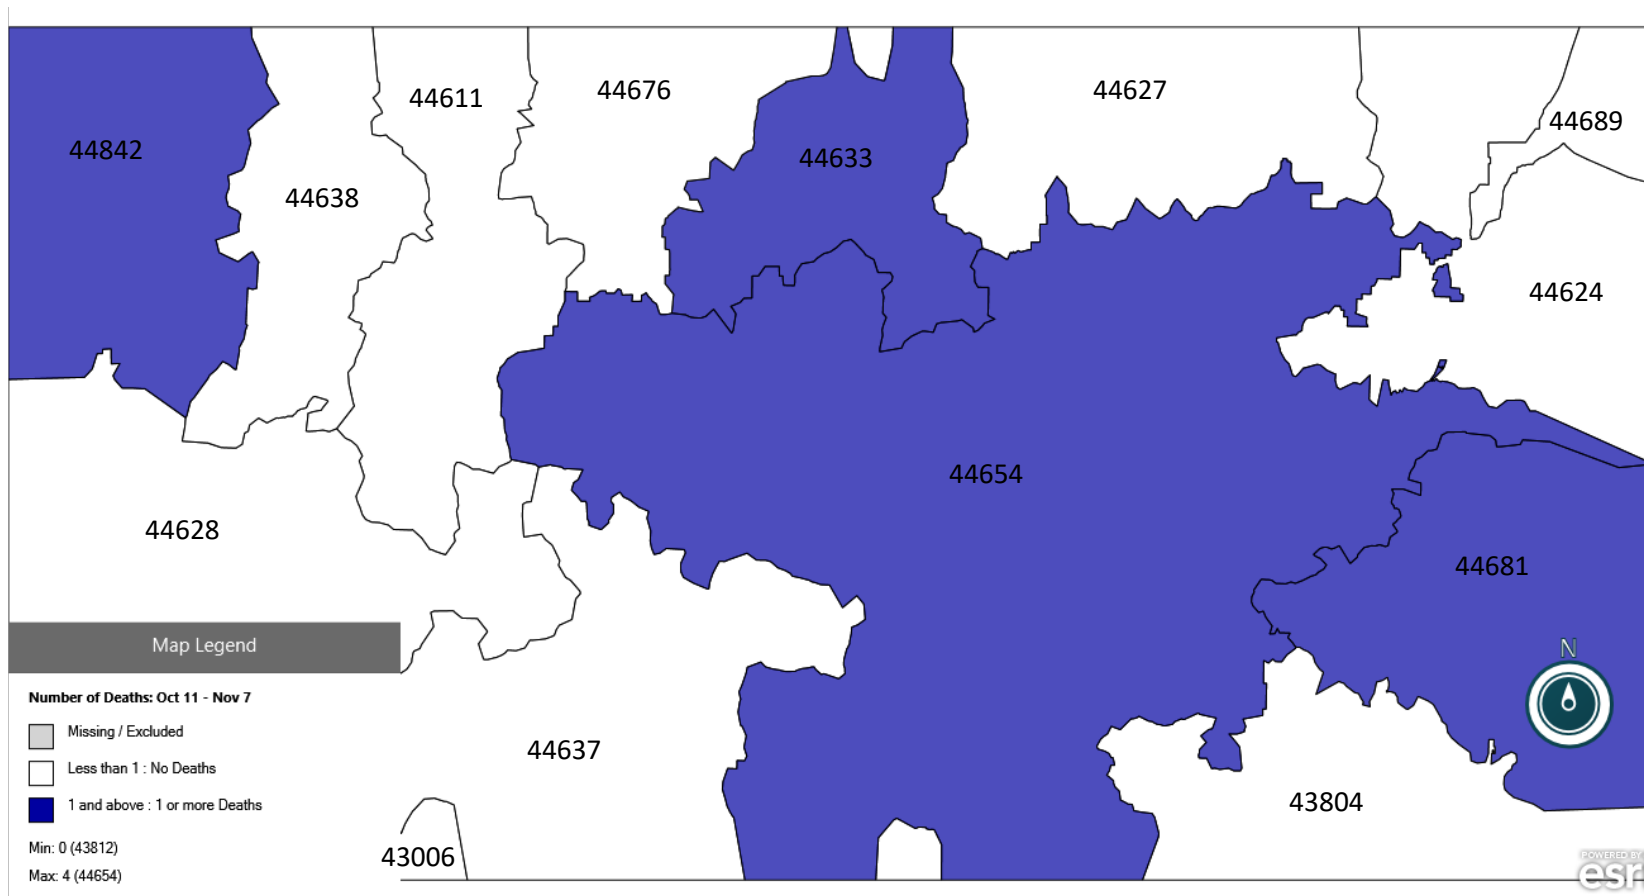 44611
44676
44627
44689
44842
44633
44638
44624
44654
44628
44681
N
Map Legend
Number of Deaths: Oct 11 - Nov 7
Missing / Excluded
Less than 1 : No Deaths
1 and above : 1 or more Deaths
Min: 0 (43812)
Max: 4 (44654)
44637
43804
43006
POWERED BY
esr